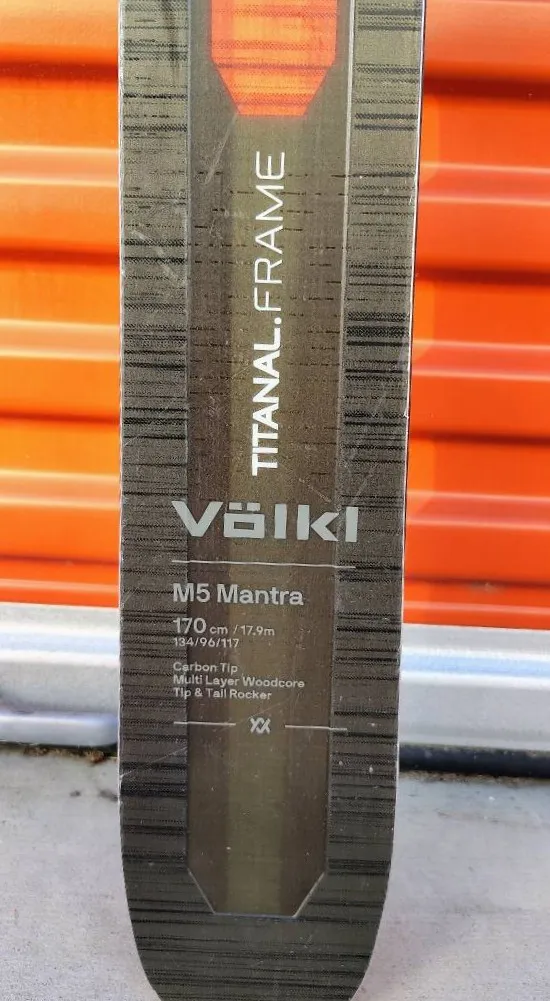 TITANAL.FRAME
Völkl
M5 Mantra
170 cm / 17.9m
134/96/117
Carbon Tip
Multi Layer Woodcore
Tip & Tail Rocker